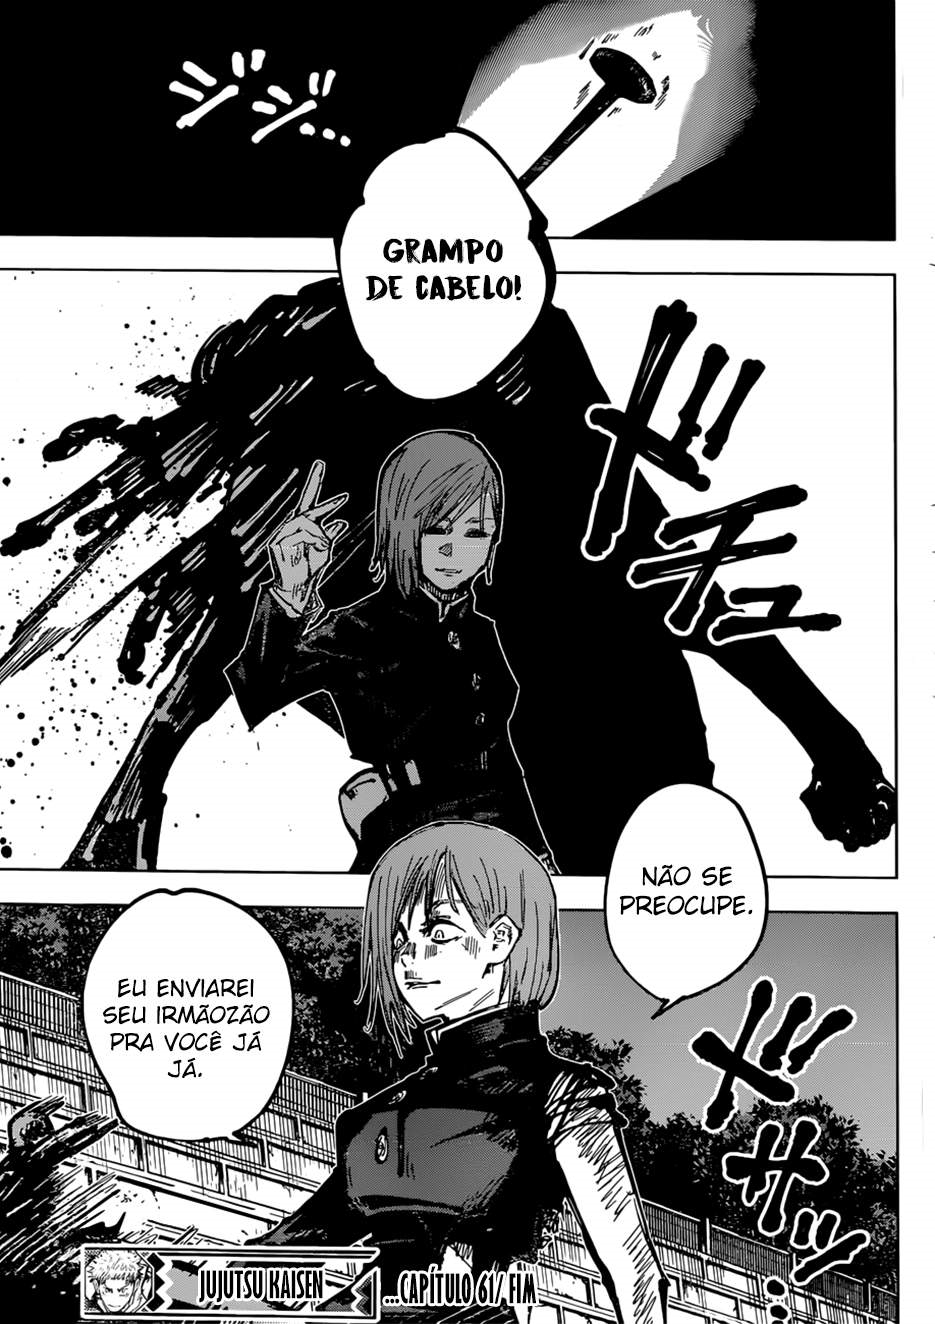 ジジ...
GRAMPO
DE CABELO!
ドチュ
NÃO SE
PREOCUPE.
EU ENVIAREI
SEU IRMÃOZÃO
PRA VOCÊ JÁ
JÁ.
ドサッ...
JUJUTSU KAISEN
...CAPÍTULO 61/ FIM